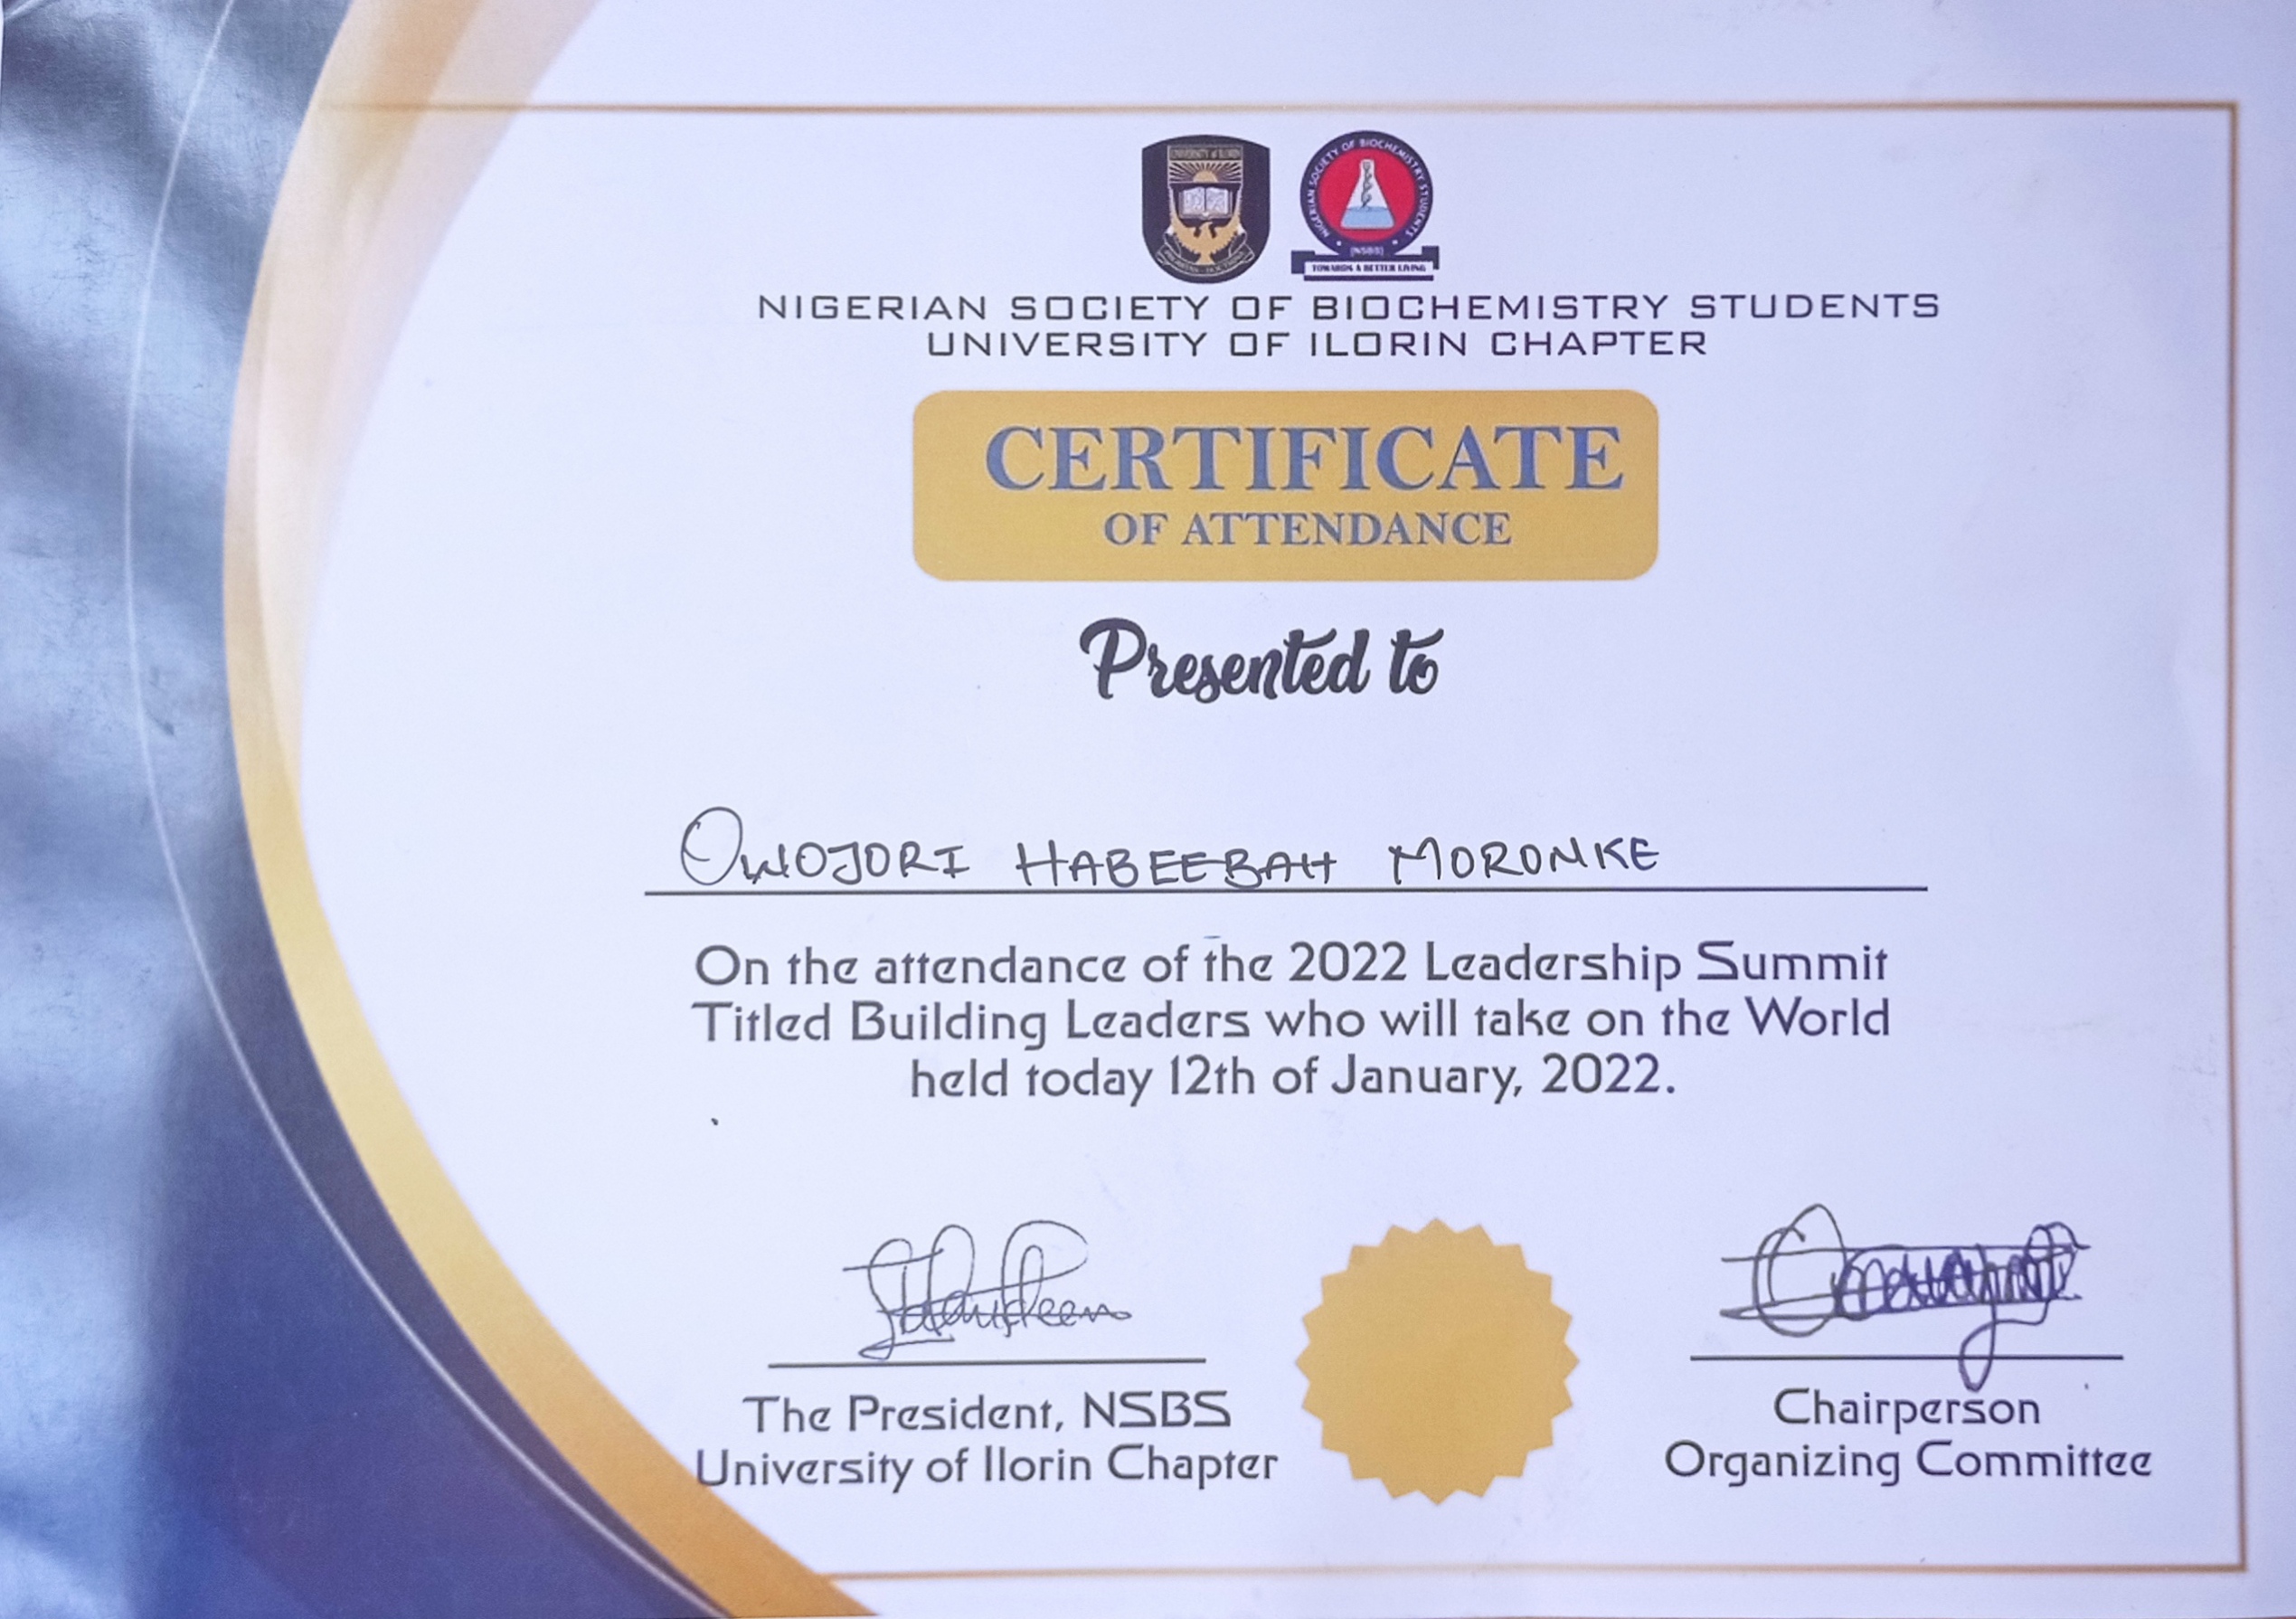 UNIVERSITY OF ILORIN
NIGERIAN SOCIETY OF BIOCHEMISTRY STUDENTS
(NSBS)
TOWARDS A BETTER LIVING
NIGERIAN SOCIETY OF BIOCHEMISTRY STUDENTS
UNIVERSITY OF ILORIN CHAPTER
CERTIFICATE
OF ATTENDANCE
Presented to
OWOJORI HABEEBAH MORONKE
On the attendance of the 2022 Leadership Summit
Titled Building Leaders who will take on the World
held today 12th of January, 2022.
The President, NSBS
University of Ilorin Chapter
Chairperson
Organizing Committee